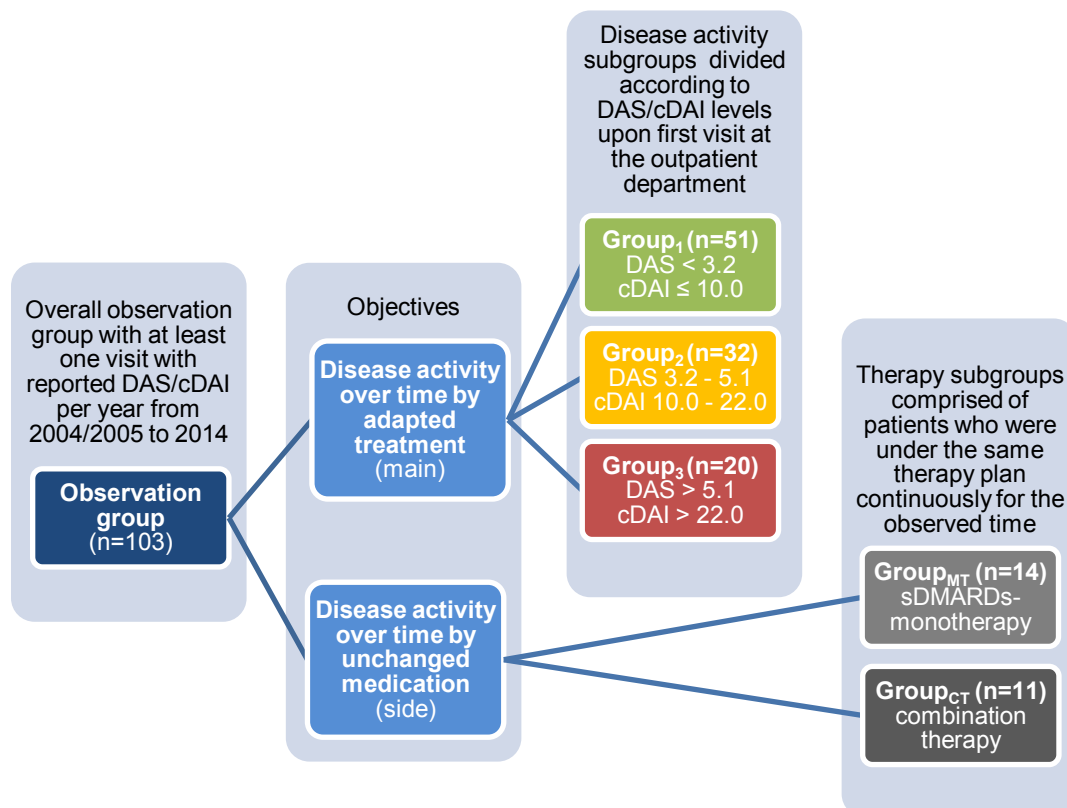 Overall observation
group with at least
one visit with
reported DAS/cDAI
per year from
2004/2005 to 2014
Observation
group
(n=103)
Objectives
Disease activity
over time by
adapted
treatment
(main)
Disease activity
over time by
unchanged
medication
(side)
Disease activity
subgroups divided
according to
DAS/cDAI levels
upon first visit at
the outpatient
department
Group₁ (n=51)
DAS < 3.2
cDAI ≤ 10.0
Group₂ (n=32)
DAS 3.2 - 5.1
cDAI 10.0 - 22.0
Group₃ (n=20)
DAS > 5.1
cDAI > 22.0
Therapy subgroups
comprised of
patients who were
under the same
therapy plan
continuously for the
observed time
Group_MT (n=14)
sDMARDs-
monotherapy
Group_CT (n=11)
combination
therapy